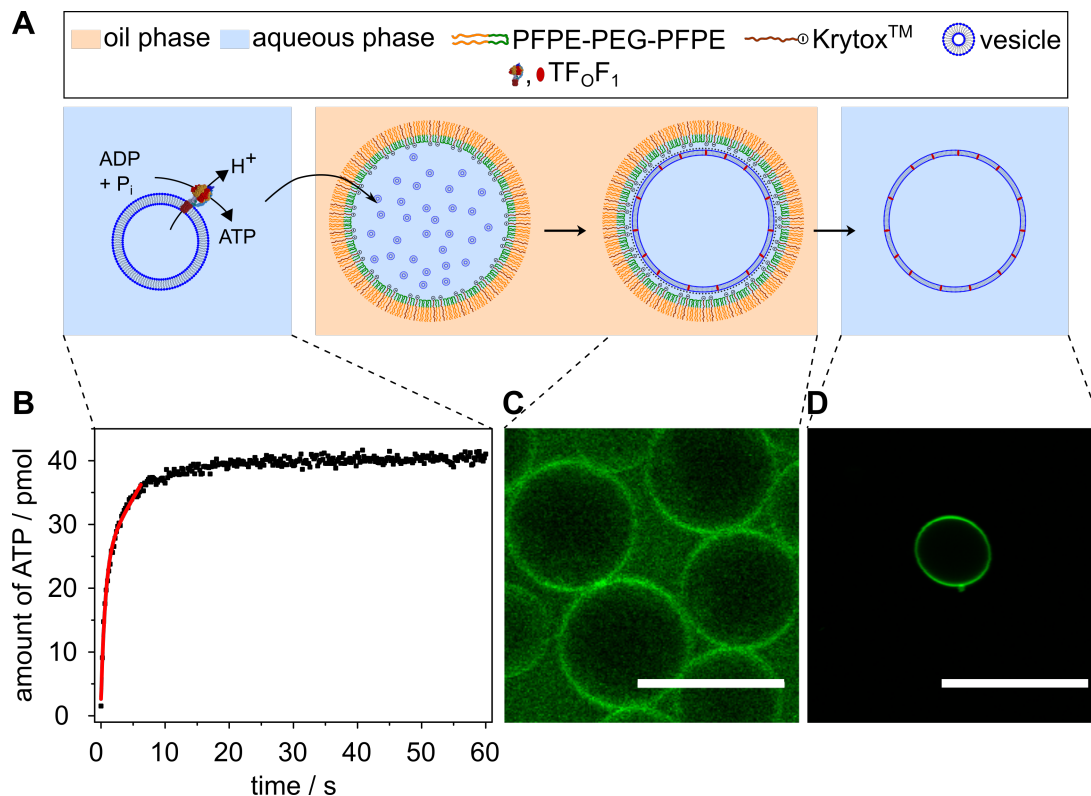 A
oil phase aqueous phase PFPE-PEG-PFPE Krytox™ vesicle
, TFOF1
ADP
+ Pi
H+
ATP
B
C
D
amount of ATP / pmol
40
30
20
10
0
0 10 20 30 40 50 60
time / s